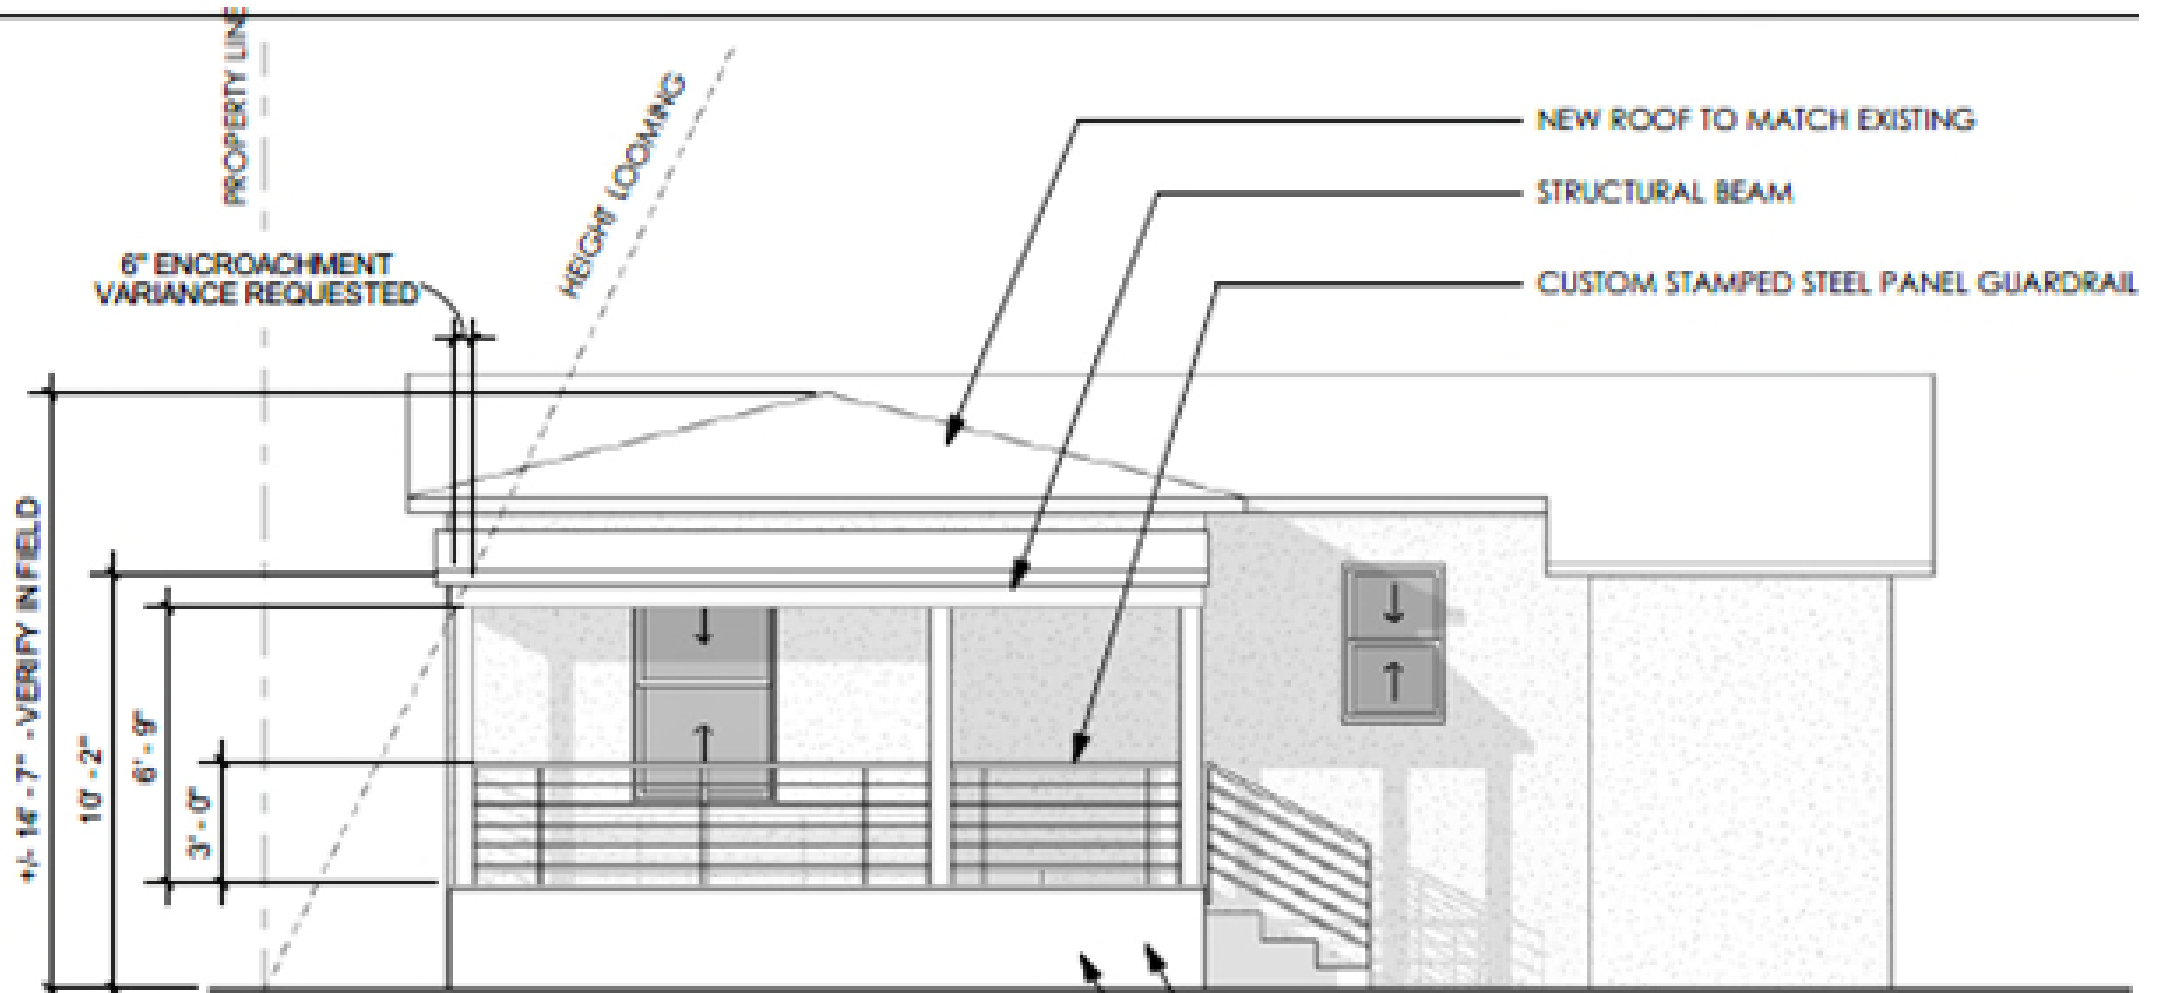 PROPERTY LINE
HEIGHT LOOMING
NEW ROOF TO MATCH EXISTING
STRUCTURAL BEAM
6" ENCROACHMENT
VARIANCE REQUESTED
CUSTOM STAMPED STEEL PANEL GUARDRAIL
+/- 14' - 7" - VERIFY IN FIELD
10' - 2"
6' - 9"
3' - 0"